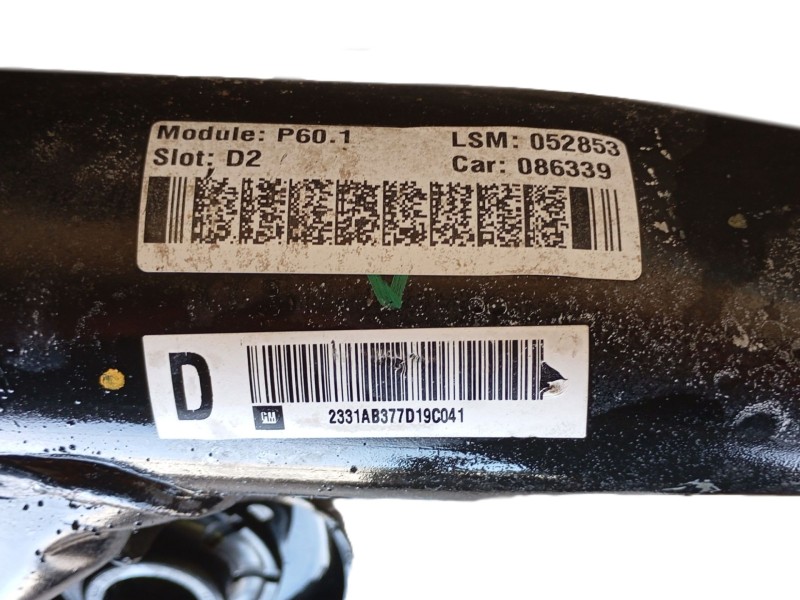 Module: P60.1 LSM: 052853
Slot: D2 Car: 086339
D
GM 2331AB377D19C041